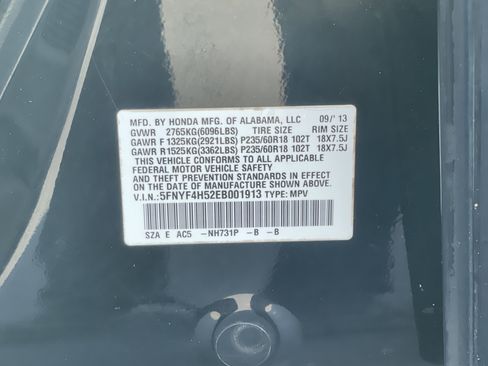 MFD. BY HONDA MFG. OF ALABAMA, LLC 09/'13
GVWR 2765KG(6096LBS) TIRE SIZE RIM SIZE
GAWR F 1325KG(2921LBS) P235/60R18 102T 18X7.5J
GAWR R1525KG(3362LBS) P235/60R18 102T 18X7.5J
THIS VEHICLE CONFORMS TO ALL APPLICABLE
FEDERAL MOTOR VEHICLE SAFETY
AND THEFT PREVENTION STANDARDS IN EFFECT
ON THE DATE OF MANUFACTURE SHOWN ABOVE.
V.I.N.:5FNYF4H52EB001913 TYPE: MPV
SZA E AC5 -NH731P -B -B